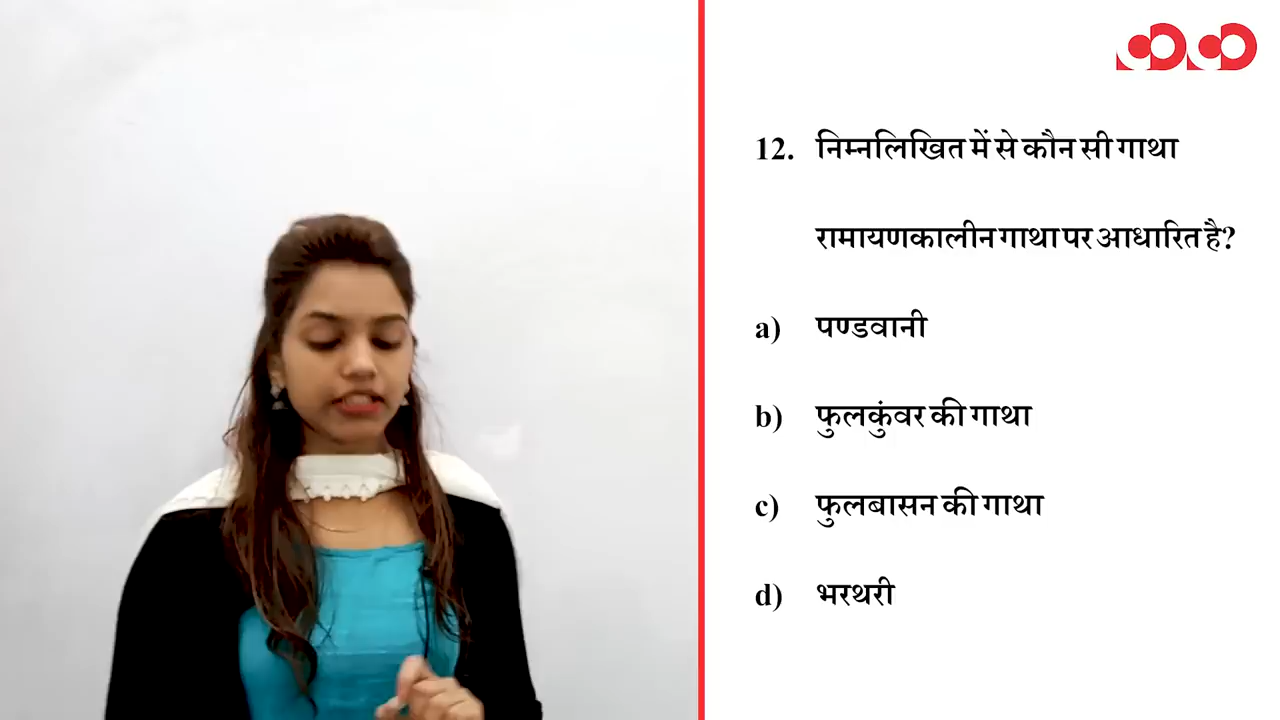 12. निम्नलिखित में से कौन सी गाथा
रामायणकालीन गाथा पर आधारित है?
a) पण्डवानी
b) फुलकुंवर की गाथा
c) फुलबासन की गाथा
d) भरथरी